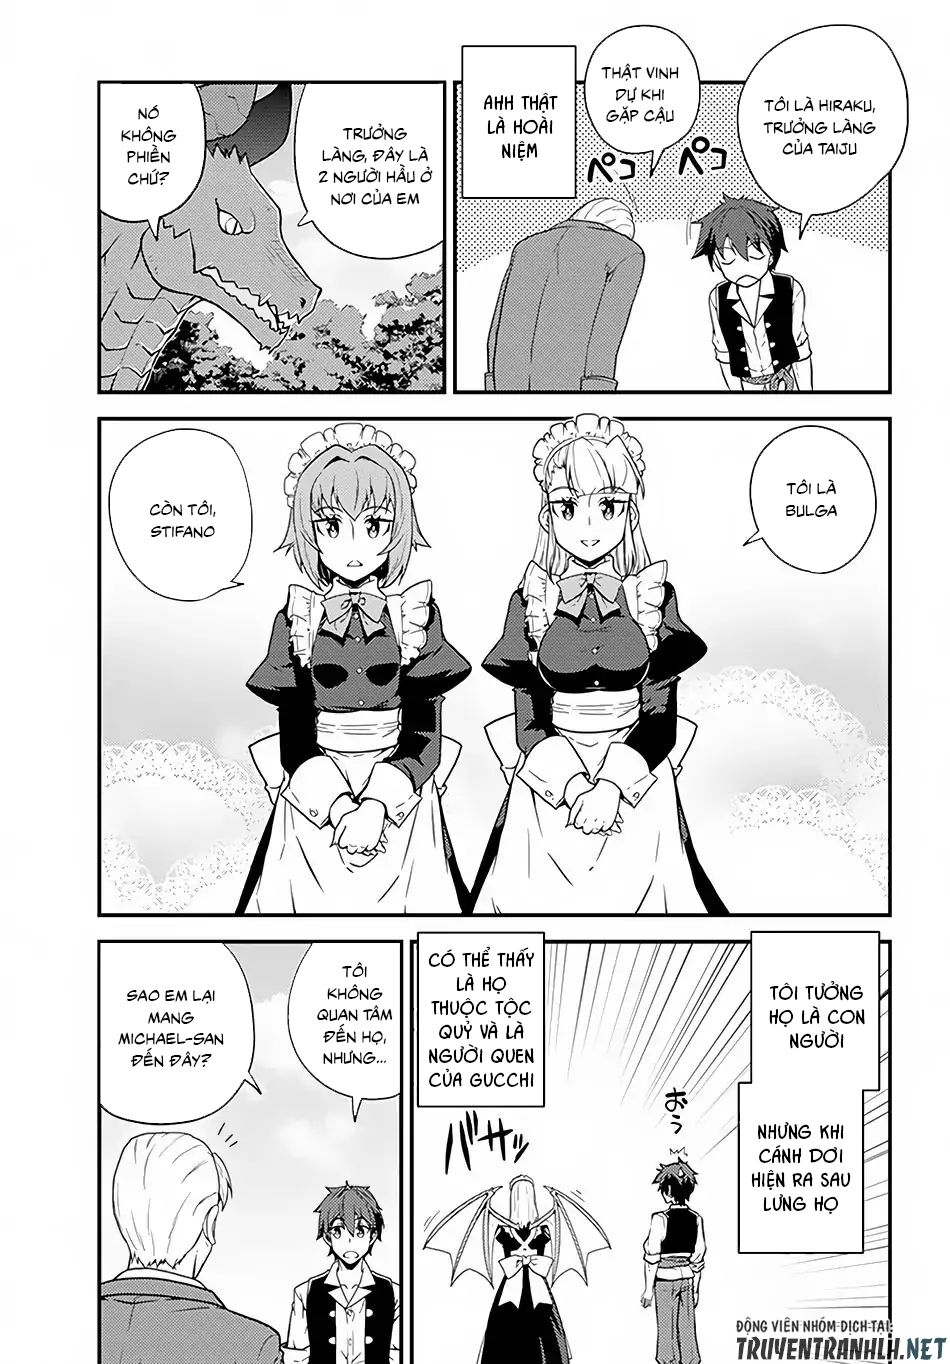 TÔI LÀ HIRAKU,
TRƯỞNG LÀNG
CỦA TAIJU
THẬT VINH
DỰ KHI
GẶP CẬU
ペコ
ペコ
AHH THẬT
LÀ HOÀI
NIỆM
TRƯỞNG
LÀNG, ĐÂY LÀ
2 NGƯỜI HẦU Ở
NƠI CỦA EM
NÓ
KHÔNG
PHIỀN
CHỨ?
TÔI LÀ
BULGA
CÒN TÔI,
STIFANO
TÔI TƯỞNG
HỌ LÀ CON
NGƯỜI
NHƯNG KHI
CÁNH DƠI
HIỆN RA SAU
LƯNG HỌ
おぅ
バサッ
CÓ THỂ THẤY
LÀ HỌ
THUỘC TỘC
QUỶ VÀ LÀ
NGƯỜI QUEN
CỦA GUCCHI
TÔI
KHÔNG
QUAN TÂM
ĐẾN HỌ,
NHƯNG...
SAO EM LẠI
MANG
MICHAEL-SAN
ĐẾN ĐÂY?
ĐỘNG VIÊN NHÓM DỊCH TẠI:
TRUYENTRANHLH.NET